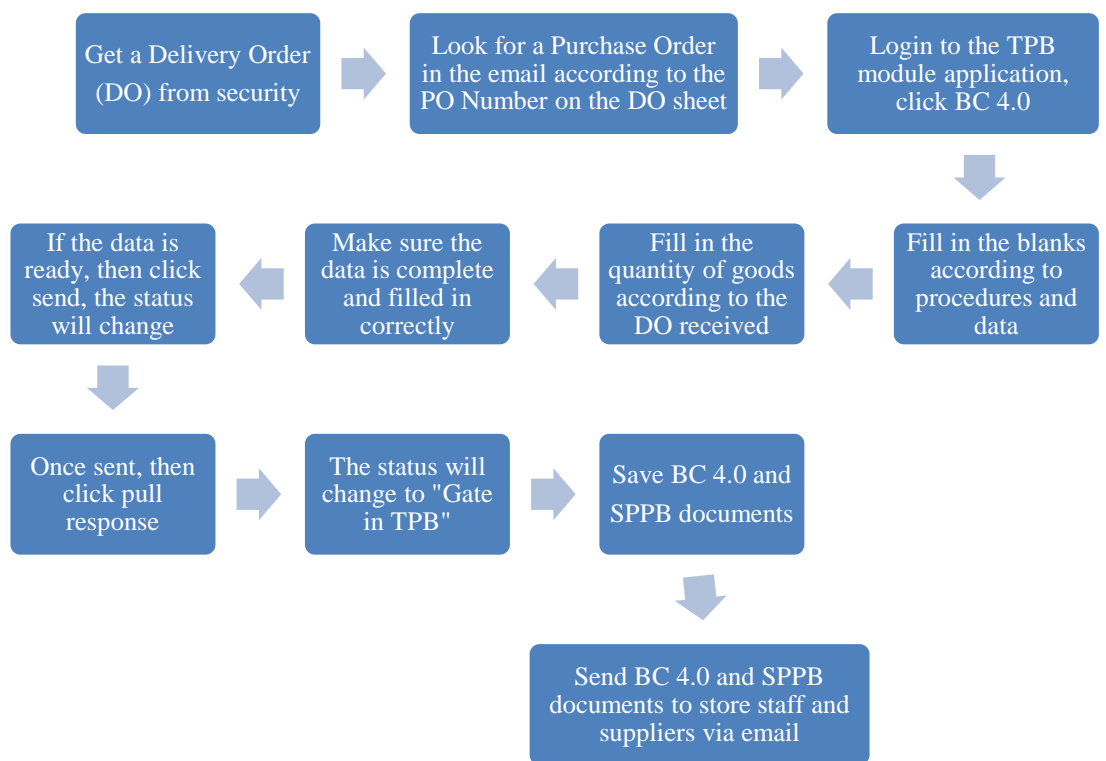 Get a Delivery Order
(DO) from security
Look for a Purchase Order
in the email according to the
PO Number on the DO sheet
Login to the TPB
module application,
click BC 4.0
Fill in the blanks
according to
procedures and
data
Fill in the
quantity of goods
according to the
DO received
Make sure the
data is complete
and filled in
correctly
If the data is
ready, then click
send, the status
will change
Once sent, then
click pull
response
The status will
change to "Gate
in TPB"
Save BC 4.0 and
SPPB documents
Send BC 4.0 and SPPB
documents to store staff and
suppliers via email